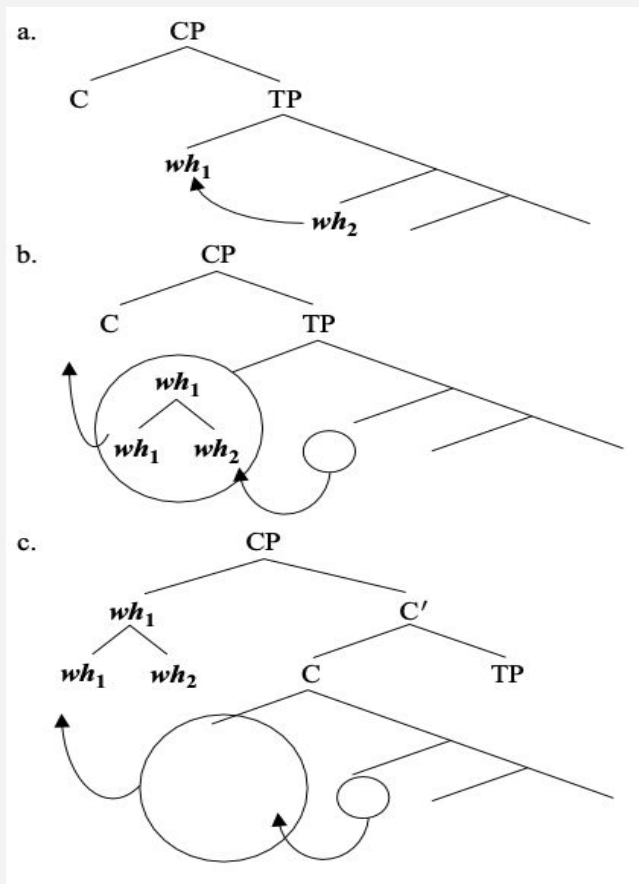 a.
CP
C TP
wh₁
wh₂
b. CP
C TP
wh₁
wh₁ wh₂
c. CP
wh₁ C′
wh₁ wh₂ C TP